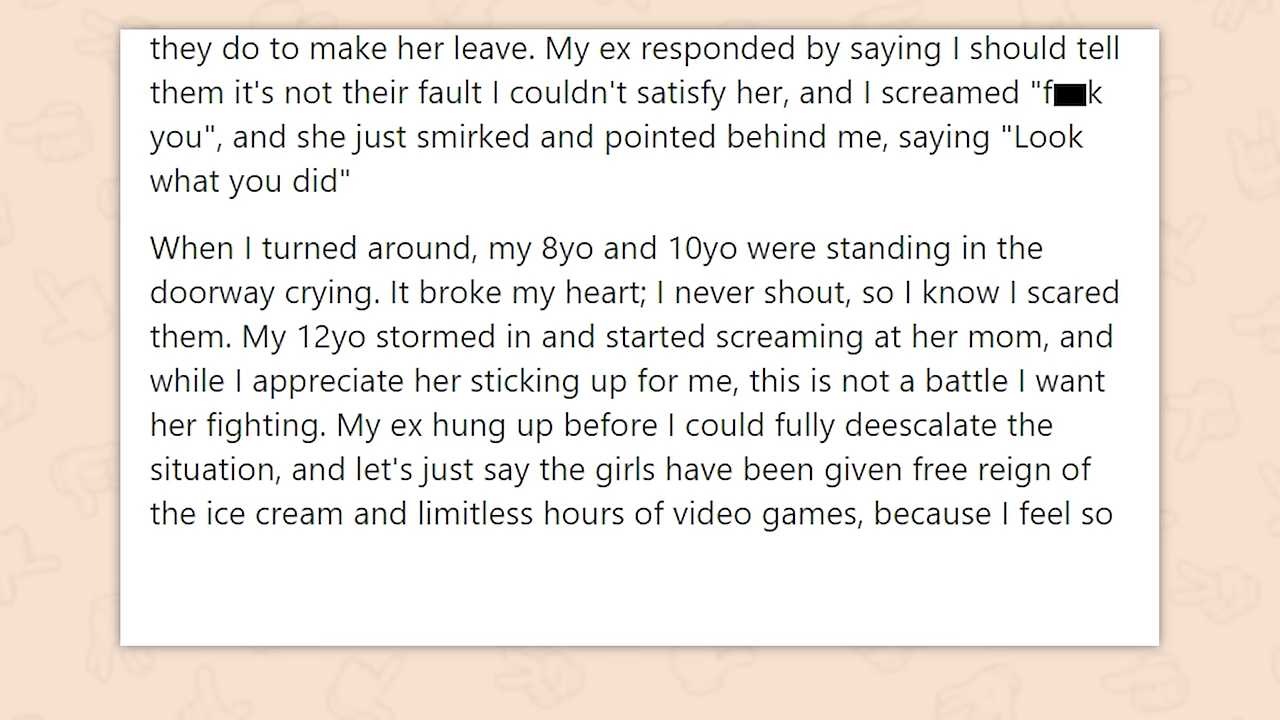 they do to make her leave. My ex responded by saying I should tell
them it's not their fault I couldn't satisfy her, and I screamed "f■k
you", and she just smirked and pointed behind me, saying "Look
what you did"
When I turned around, my 8yo and 10yo were standing in the
doorway crying. It broke my heart; I never shout, so I know I scared
them. My 12yo stormed in and started screaming at her mom, and
while I appreciate her sticking up for me, this is not a battle I want
her fighting. My ex hung up before I could fully deescalate the
situation, and let's just say the girls have been given free reign of
the ice cream and limitless hours of video games, because I feel so